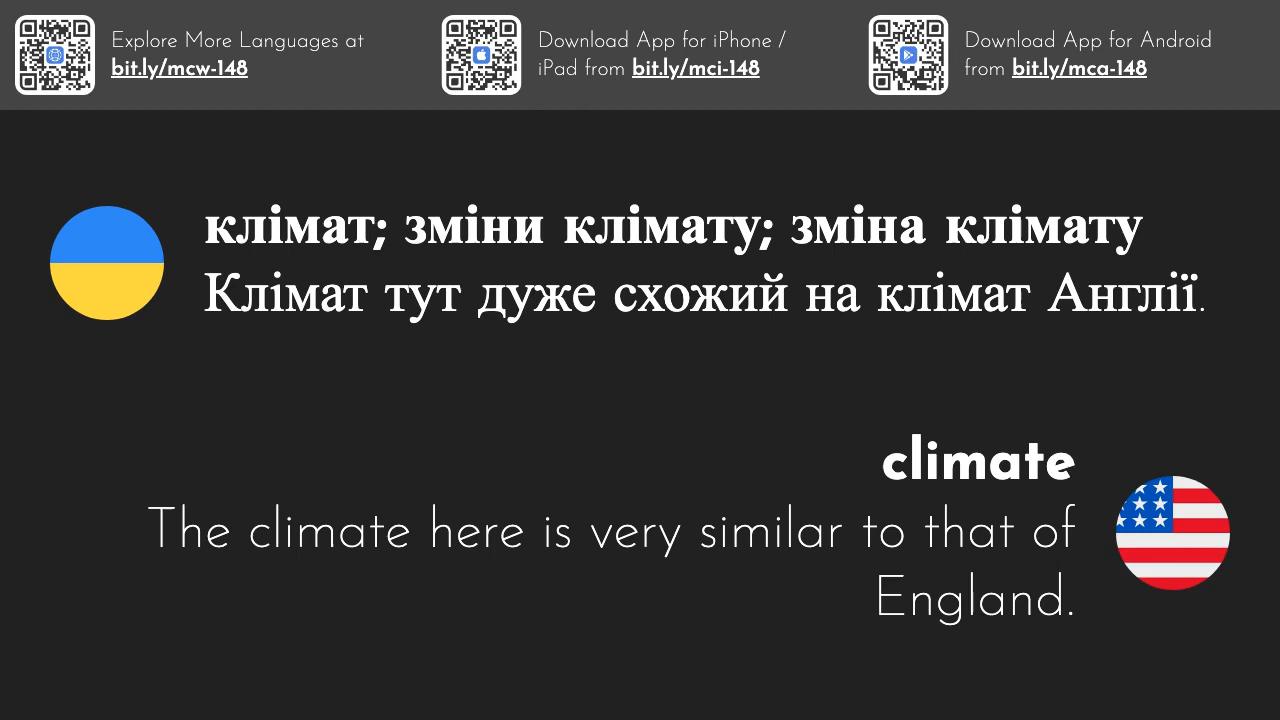 Explore More Languages at
bit.ly/mcw-148
Download App for iPhone /
iPad from bit.ly/mci-148
Download App for Android
from bit.ly/mca-148
клімат; зміни клімату; зміна клімату
Клімат тут дуже схожий на клімат Англії.
climate
The climate here is very similar to that of
England.